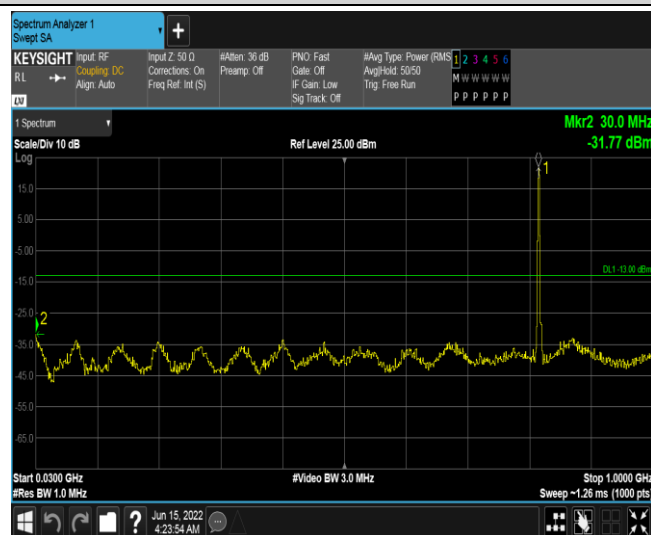 Spectrum Analyzer 1
Swept SA
+
KEYSIGHT
RL
LXI
Input: RF
Coupling: DC
Align: Auto
Input Z: 50 Ω
Corrections: On
Freq Ref: Int (S)
#Atten: 36 dB
Preamp: Off
PNO: Fast
Gate: Off
IF Gain: Low
Sig Track: Off
#Avg Type: Power (RMS
Avg|Hold: 50/50
Trig: Free Run
1 2 3 4 5 6
M W W W W W
P P P P P P
1 Spectrum
Scale/Div 10 dB
Ref Level 25.00 dBm
Mkr2 30.0 MHz
-31.77 dBm
Log
1
15.0
5.00
-5.00
DL1 -13.00 dBm
-15.0
-25.0
2
-35.0
-45.0
-55.0
-65.0
Start 0.0300 GHz
#Res BW 1.0 MHz
#Video BW 3.0 MHz
Stop 1.0000 GHz
Sweep ~1.26 ms (1000 pts)
?
Jun 15, 2022
4:23:54 AM